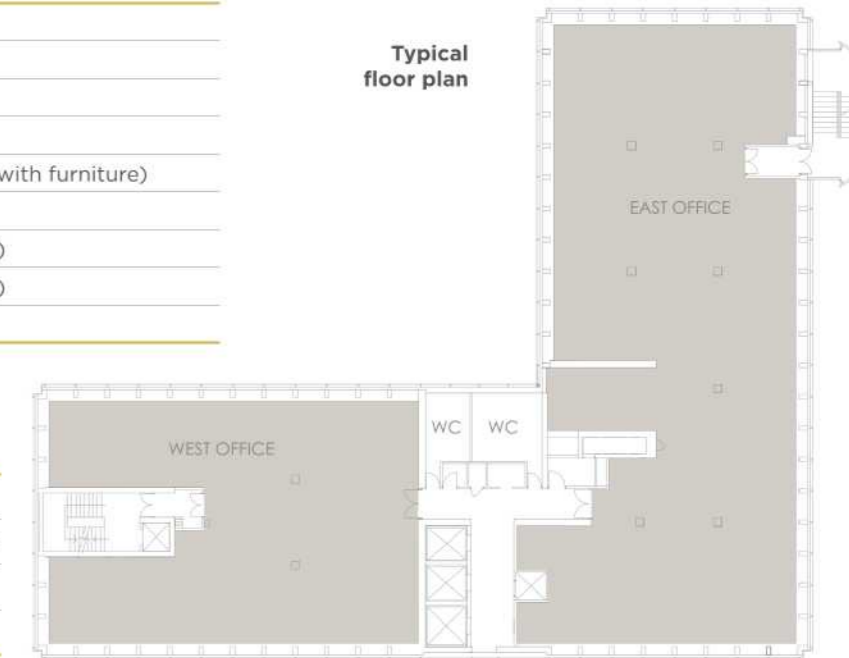 Typical
floor plan
with furniture)
)
)
EAST OFFICE
WEST OFFICE
WC
WC